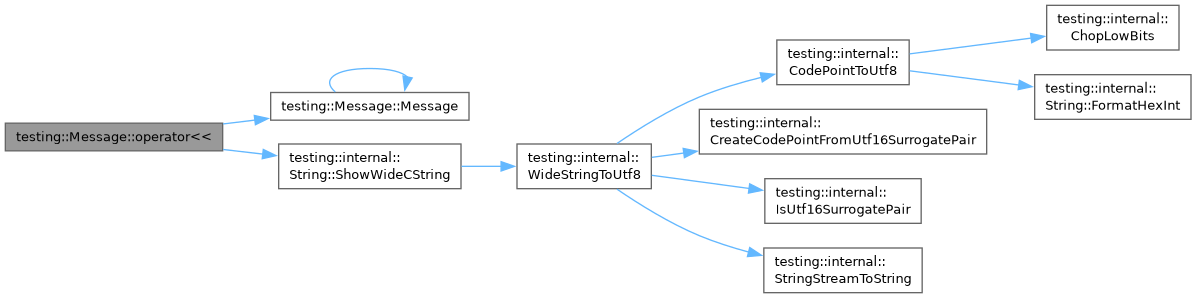 testing::Message::operator<<
testing::Message::Message
testing::internal::
String::ShowWideCString
testing::internal::
WideStringToUtf8
testing::internal::
CodePointToUtf8
testing::internal::
ChopLowBits
testing::internal::
String::FormatHexInt
testing::internal::
CreateCodePointFromUtf16SurrogatePair
testing::internal::
IsUtf16SurrogatePair
testing::internal::
StringStreamToString